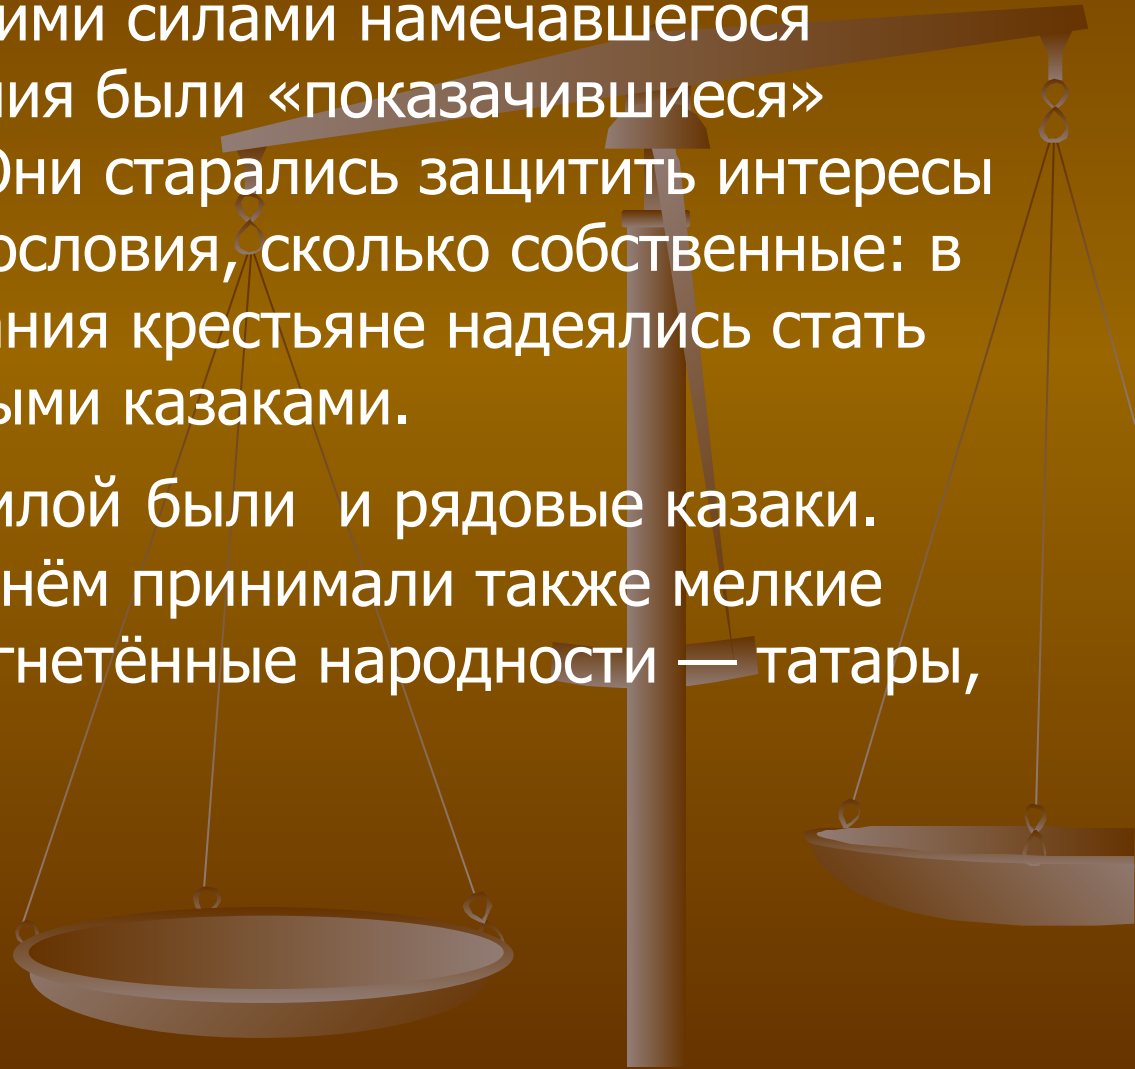 ими силами намечавшегося
ния были «показачившиеся»
Они старались защитить интересы
ословия, сколько собственные: в
ания крестьяне надеялись стать
ыми казаками.
илой были и рядовые казаки.
нём принимали также мелкие
гнетённые народности — татары,